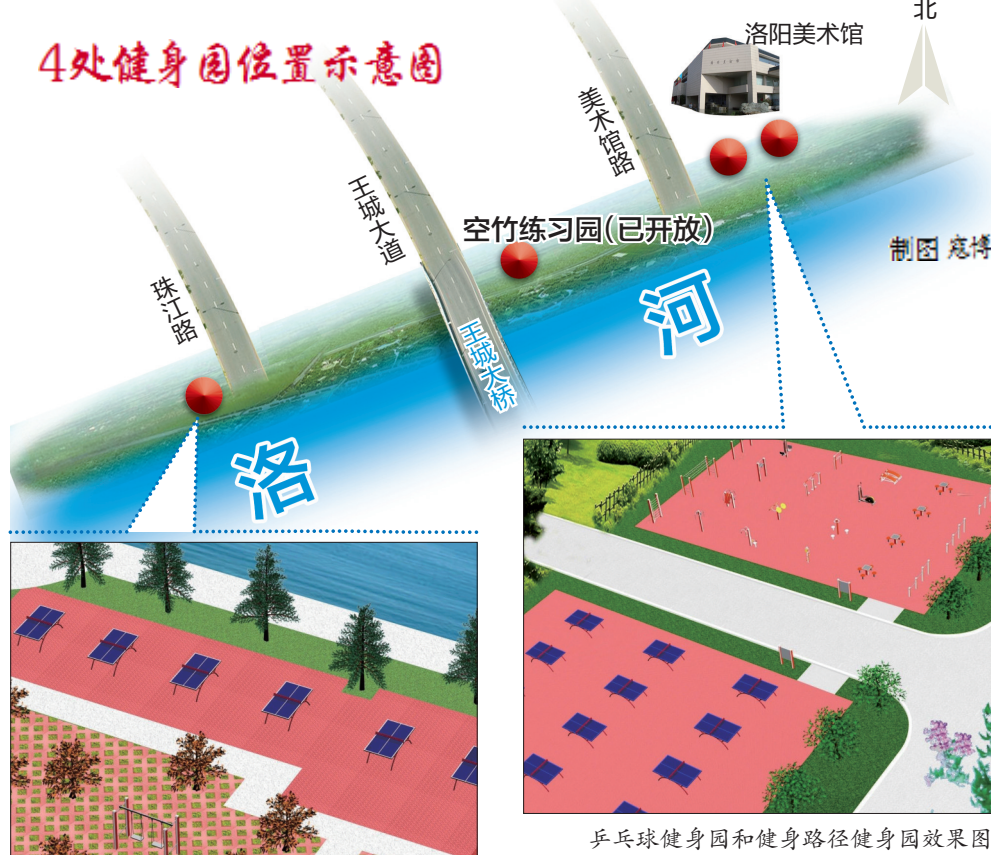 4处健身园位置示意图
北
洛阳美术馆
美术馆路
王城大道
空竹练习园(已开放)
制图 寇博
珠江路
河
王城大桥
洛
乒乓球健身园和健身路径健身园效果图